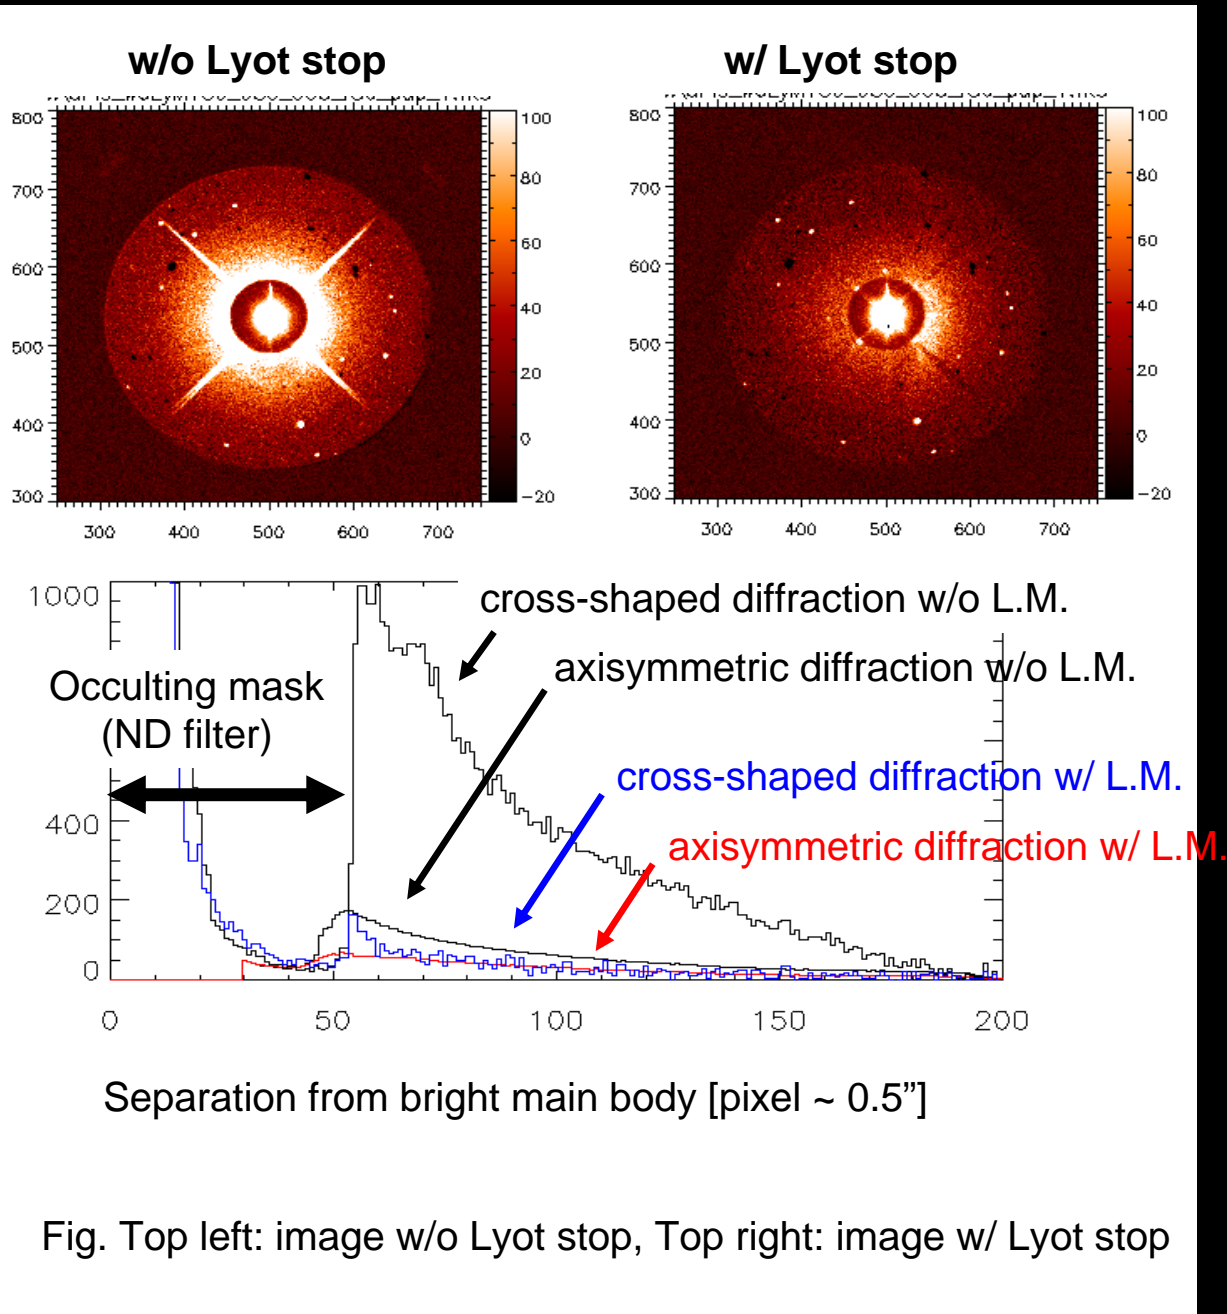 w/o Lyot stop
w/ Lyot stop
800
700
600
500
400
300
300 400 500 600 700
100
80
60
40
20
0
-20
800
700
600
500
400
300
300 400 500 600 700
100
80
60
40
20
0
-20
1000
400
200
0
cross-shaped diffraction w/o L.M.
axisymmetric diffraction w/o L.M.
Occulting mask
(ND filter)
cross-shaped diffraction w/ L.M.
axisymmetric diffraction w/ L.M.
0 50 100 150 200
Separation from bright main body [pixel ~ 0.5”]
Fig. Top left: image w/o Lyot stop, Top right: image w/ Lyot stop